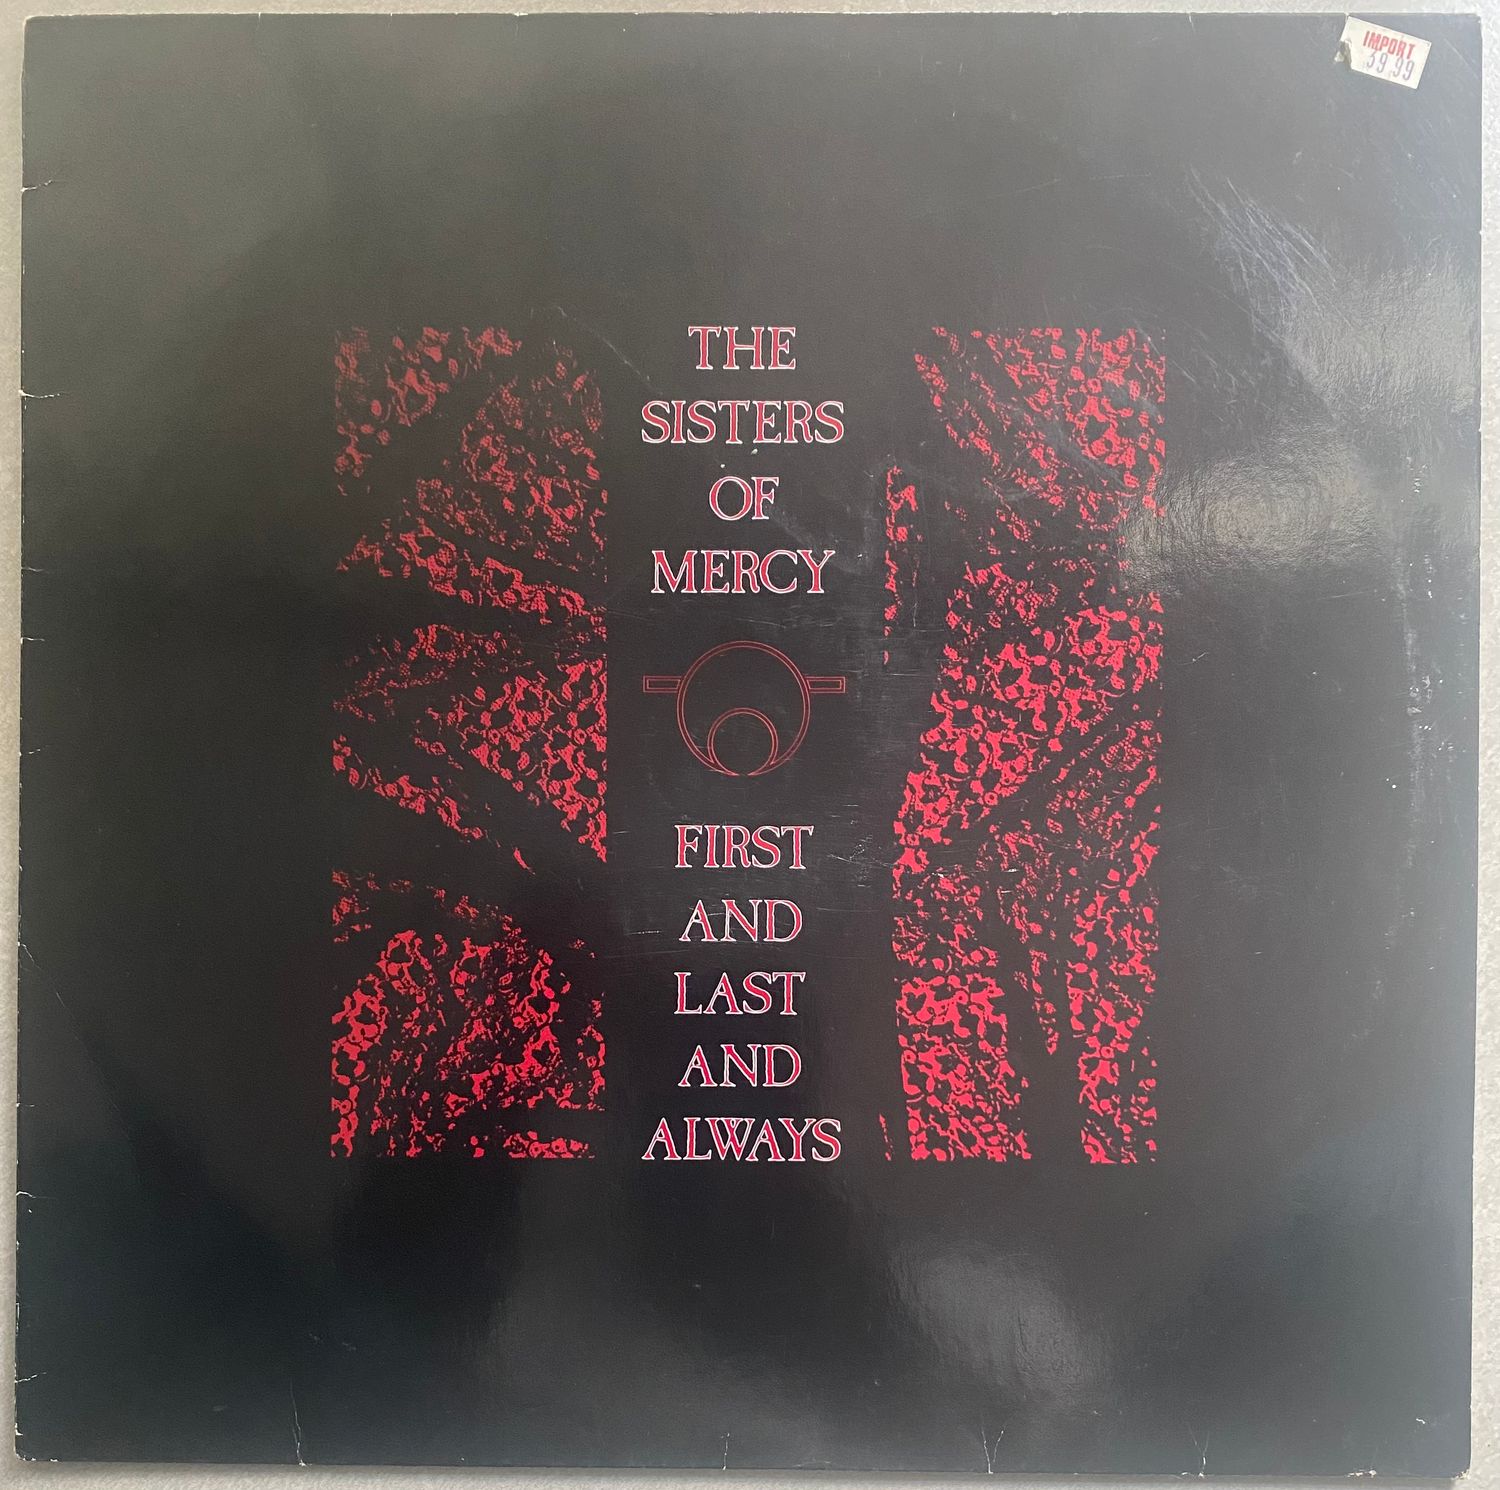 IMPORT
39 99
THE
SISTERS
OF
MERCY
FIRST
AND
LAST
AND
ALWAYS